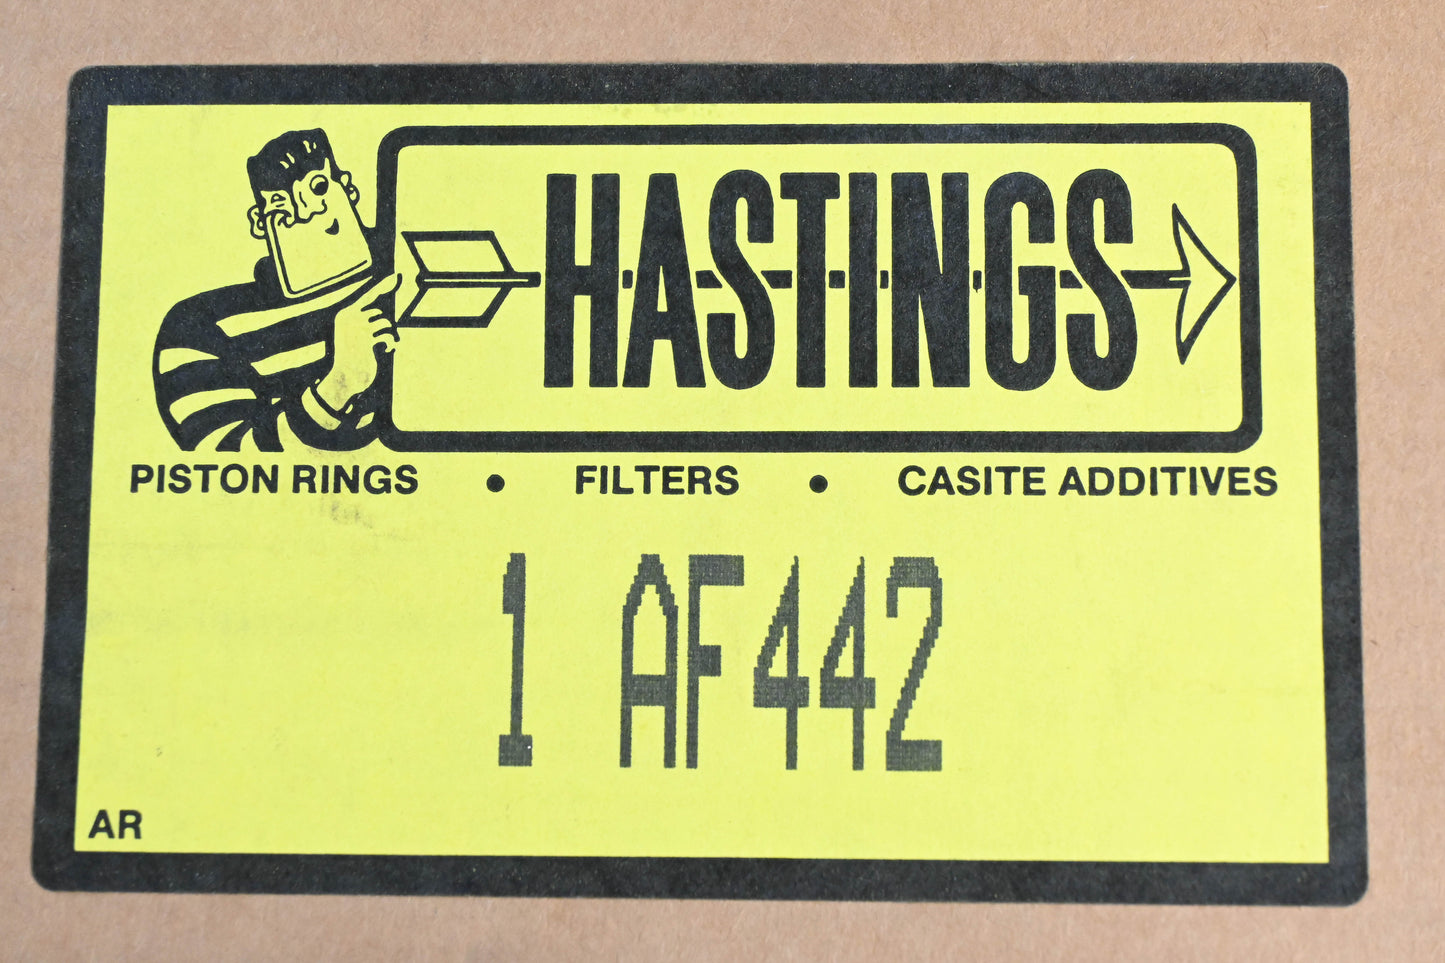 HASTINGS
PISTON RINGS • FILTERS • CASITE ADDITIVES
1 AF442
AR